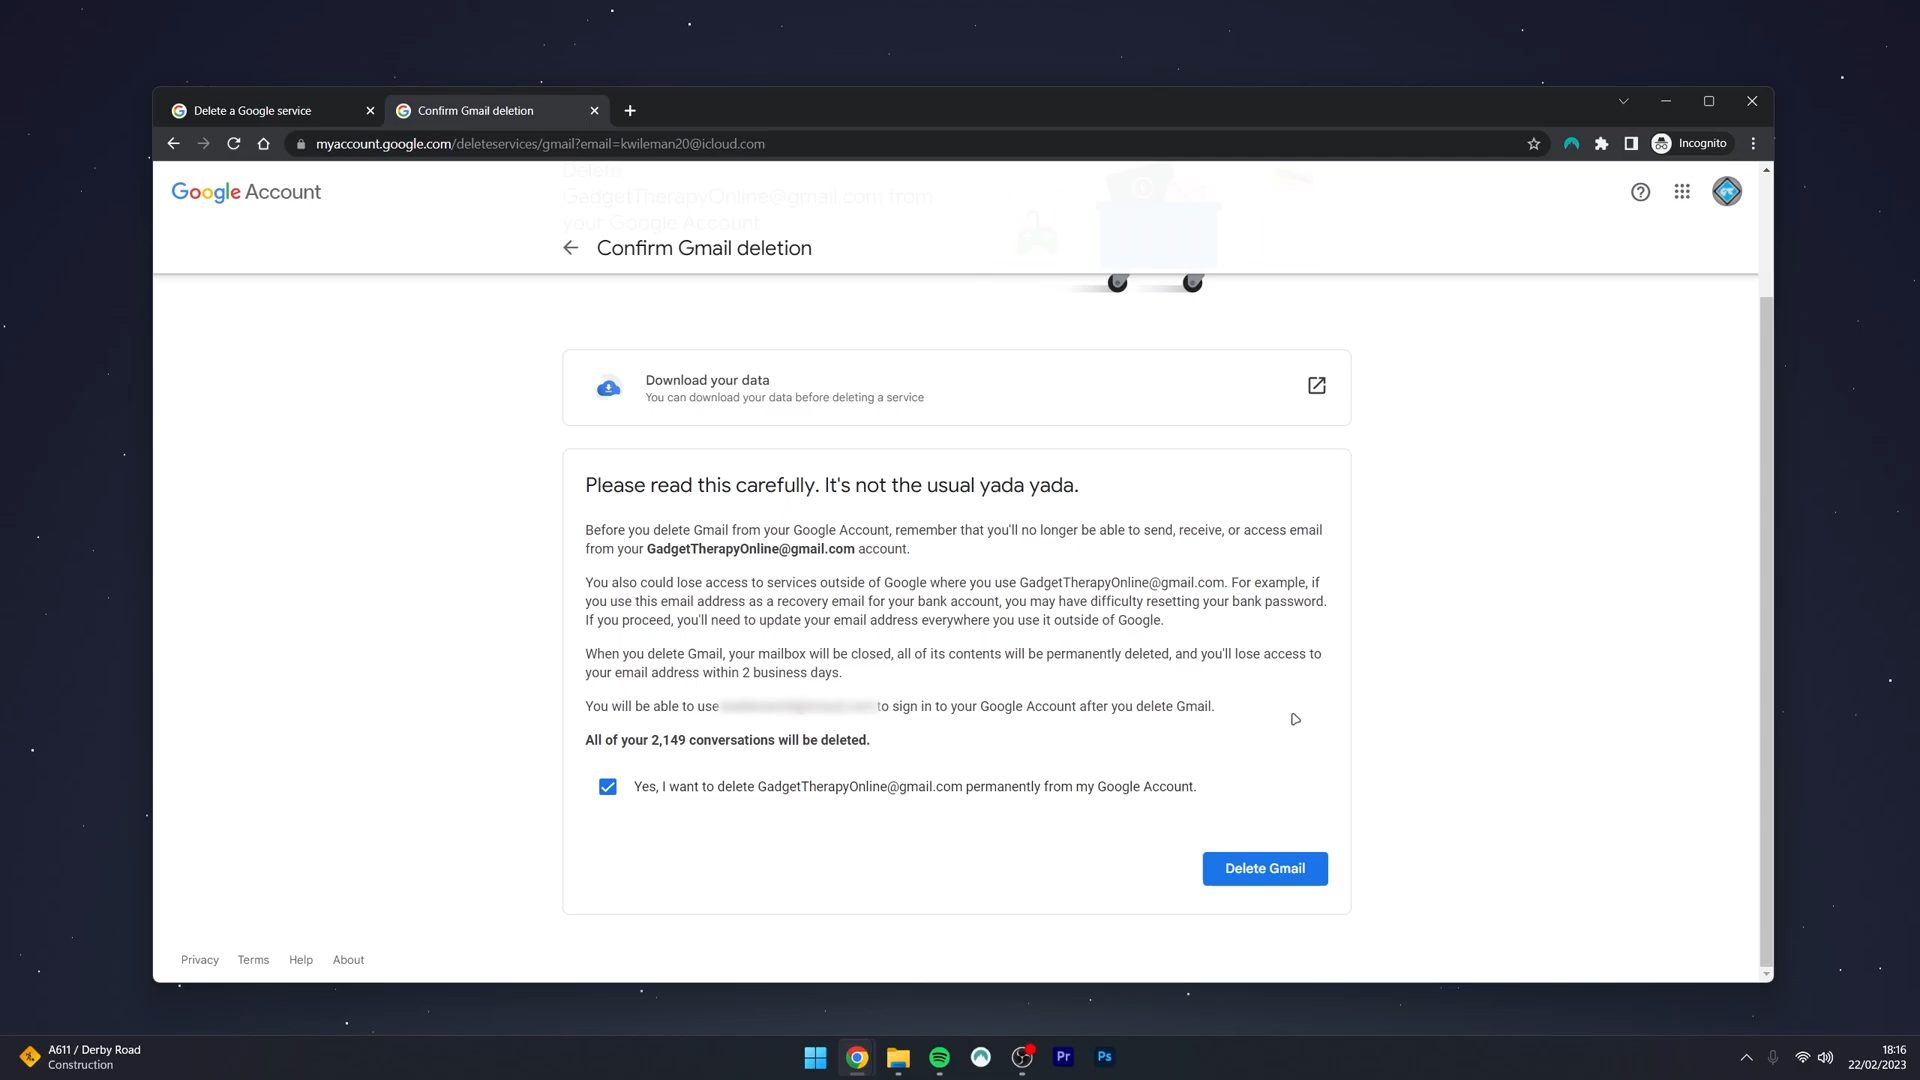 Delete a Google service
Confirm Gmail deletion
myaccount.google.com/deleteservices/gmail?email=kwileman20@icloud.com
Incognito
Google Account
Delete
GadgetTherapyOnline@gmail.com from
your Google Account
Confirm Gmail deletion
Download your data
You can download your data before deleting a service
Please read this carefully. It's not the usual yada yada.
Before you delete Gmail from your Google Account, remember that you'll no longer be able to send, receive, or access email
from your GadgetTherapyOnline@gmail.com account.
You also could lose access to services outside of Google where you use GadgetTherapyOnline@gmail.com. For example, if
you use this email address as a recovery email for your bank account, you may have difficulty resetting your bank password.
If you proceed, you'll need to update your email address everywhere you use it outside of Google.
When you delete Gmail, your mailbox will be closed, all of its contents will be permanently deleted, and you'll lose access to
your email address within 2 business days.
You will be able to use to sign in to your Google Account after you delete Gmail.
All of your 2,149 conversations will be deleted.
Yes, I want to delete GadgetTherapyOnline@gmail.com permanently from my Google Account.
Delete Gmail
Privacy Terms Help About
A611 / Derby Road
Construction
Pr
Ps
18:16
22/02/2023